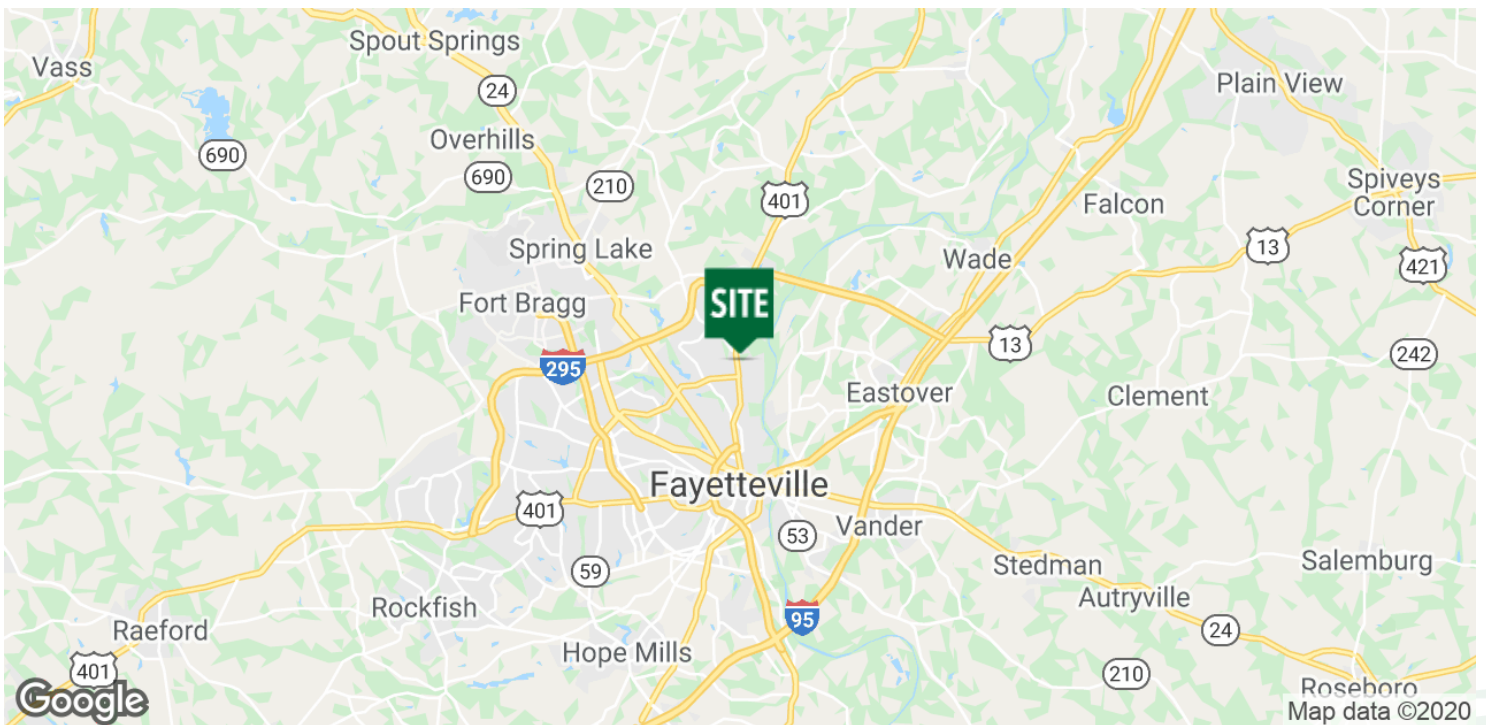 Spout Springs
Vass
24
Plain View
Overhills
690
690
210
401
Spiveys
Corner
Falcon
Spring Lake
13
Wade
421
Fort Bragg
SITE
13
242
295
Eastover
Clement
Fayetteville
401
53
Vander
Stedman
Salemburg
59
Autryville
Rockfish
95
Raeford
24
Hope Mills
401
210
Roseboro
Google
Map data ©2020